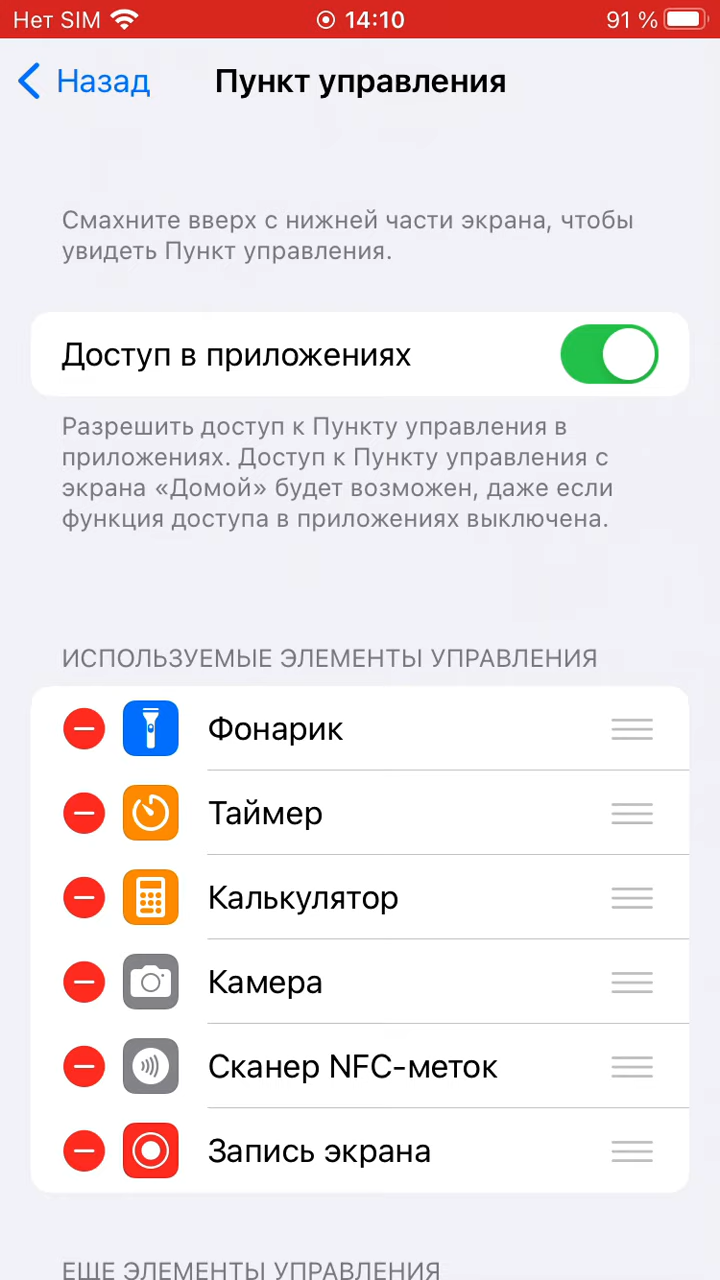 Нет SIM 14:10 91 %
Назад Пункт управления
Смахните вверх с нижней части экрана, чтобы
увидеть Пункт управления.
Доступ в приложениях
Разрешить доступ к Пункту управления в
приложениях. Доступ к Пункту управления с
экрана «Домой» будет возможен, даже если
функция доступа в приложениях выключена.
ИСПОЛЬЗУЕМЫЕ ЭЛЕМЕНТЫ УПРАВЛЕНИЯ
Фонарик
Таймер
Калькулятор
Камера
Сканер NFC-меток
Запись экрана
ЕЩЕ ЭЛЕМЕНТЫ УПРАВЛЕНИЯ